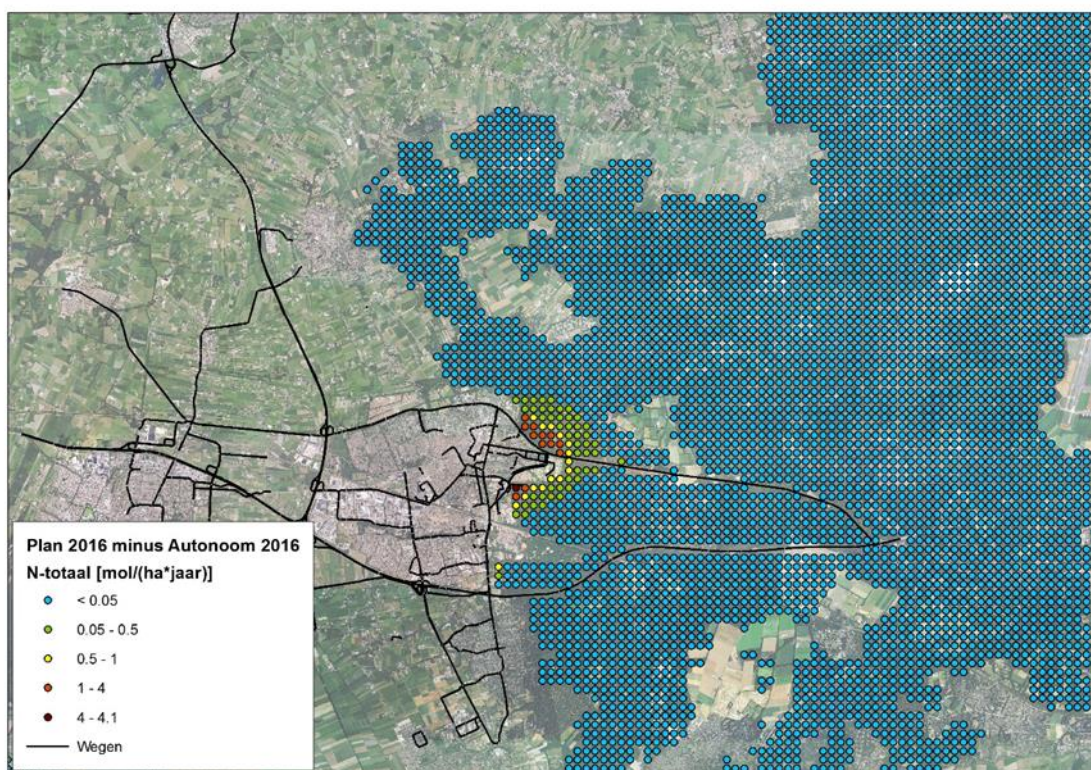 Plan 2016 minus Autonoom 2016
N-totaal [mol/(ha*jaar)]
< 0.05
0.05 - 0.5
0.5 - 1
1 - 4
4 - 4.1
Wegen